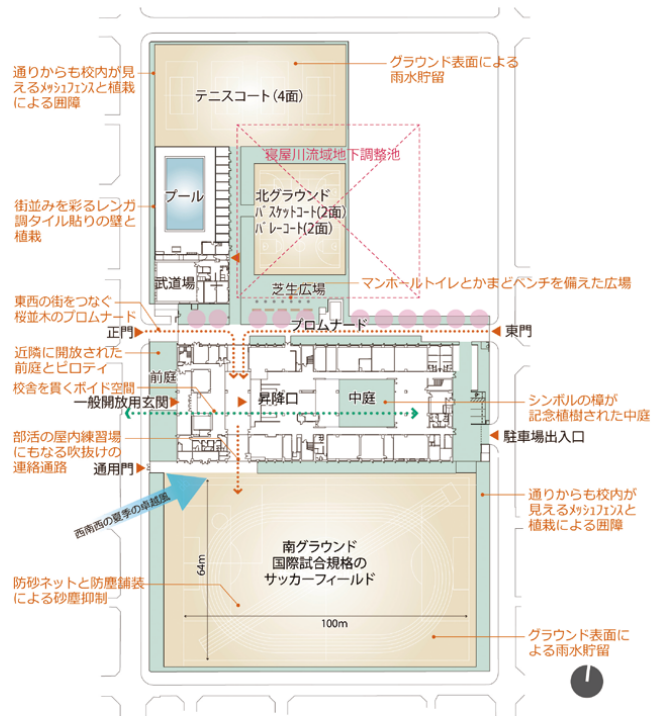 通りからも校内が見
えるメッシュフェンスと植栽
による囲障
グラウンド表面による
雨水貯留
テニスコート(4面)
寝屋川流域地下調整池
プール
北グラウンド
バスケットコート(2面)
バレーコート(2面)
街並みを彩るレンガ
調タイル貼りの壁と
植栽
武道場
芝生広場
マンホールトイレとかまどベンチを備えた広場
東西の街をつなぐ
桜並木のプロムナード
プロムナード
正門
東門
近隣に開放された
前庭とピロティ
前庭
校舎を貫くボイド空間
一般開放用玄関
昇降口
中庭
シンボルの樟が
記念植樹された中庭
部活の屋内練習場
にもなる吹抜けの
連絡通路
駐車場出入口
通用門
西南西の夏季の卓越風
通りからも校内が
見えるメッシュフェンスと
植栽による囲障
南グラウンド
国際試合規格の
サッカーフィールド
64m
防砂ネットと防塵舗装
による砂塵抑制
100m
グラウンド表面に
よる雨水貯留